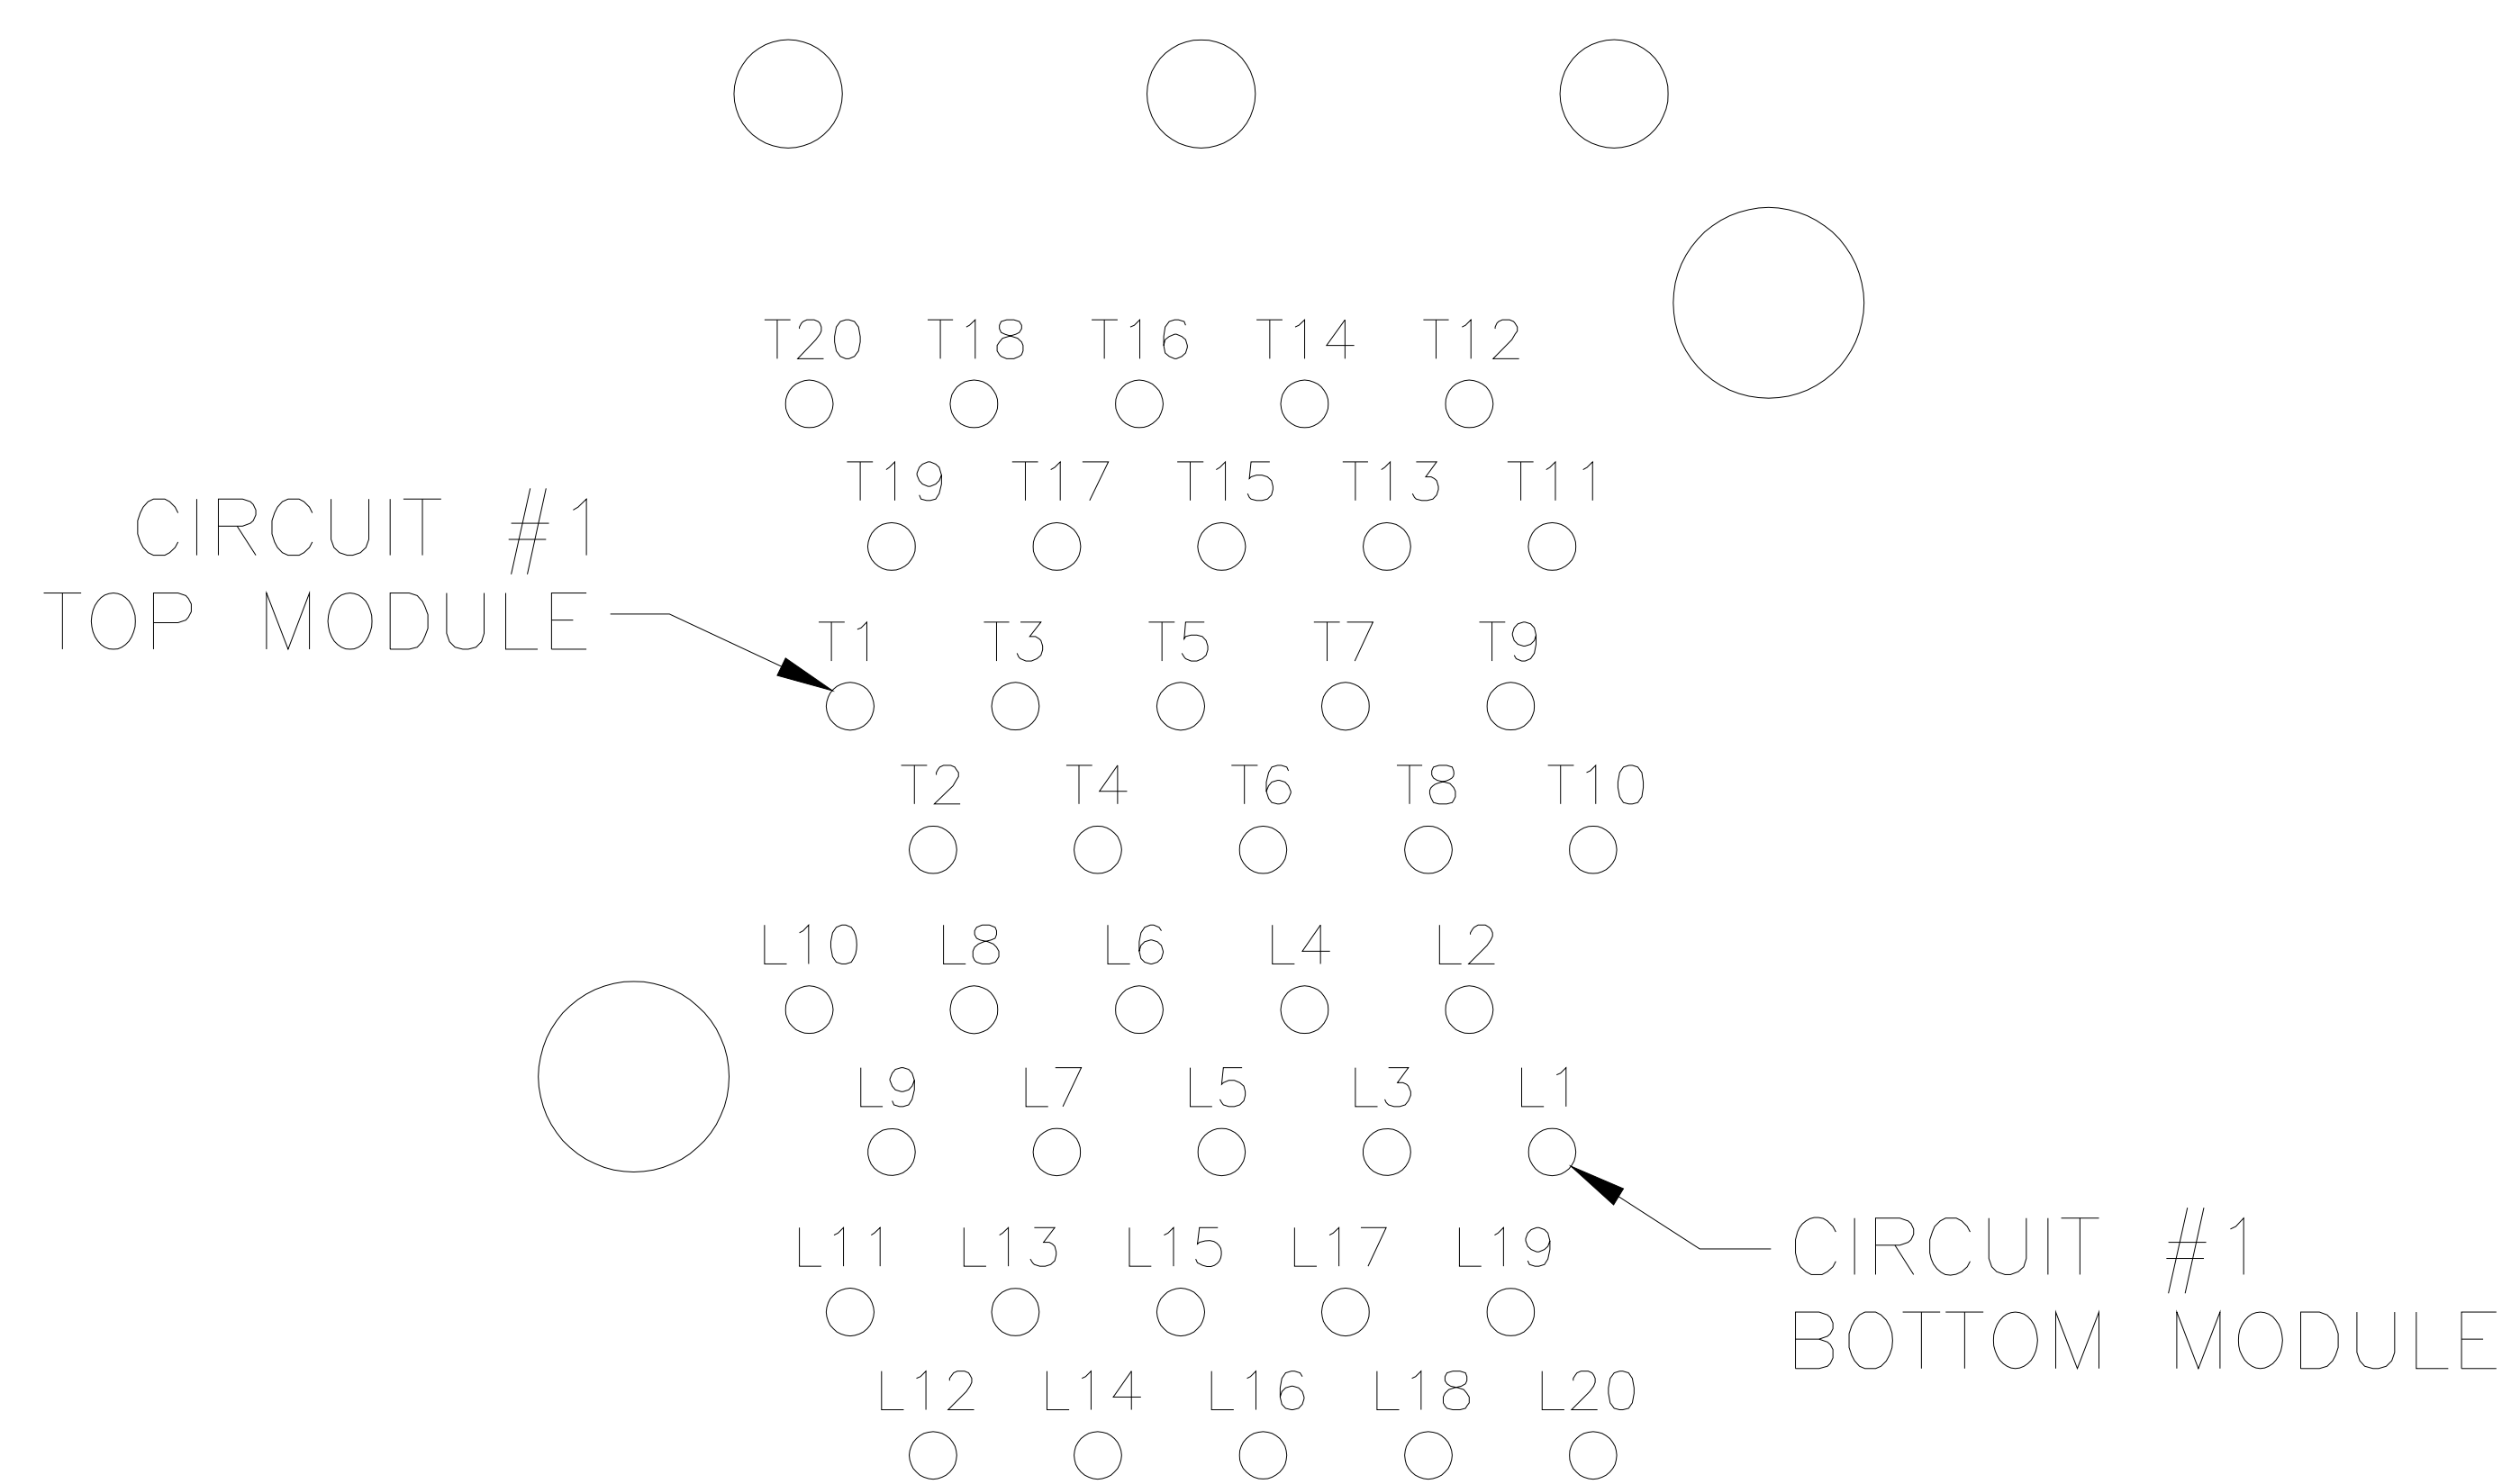 T20 T18 T16 T14 T12
T19 T17 T15 T13 T11
CIRCUIT #1
TOP MODULE
T1 T3 T5 T7 T9
T2 T4 T6 T8 T10
L10 L8 L6 L4 L2
L9 L7 L5 L3 L1
CIRCUIT #1
BOTTOM MODULE
L11 L13 L15 L17 L19
L12 L14 L16 L18 L20